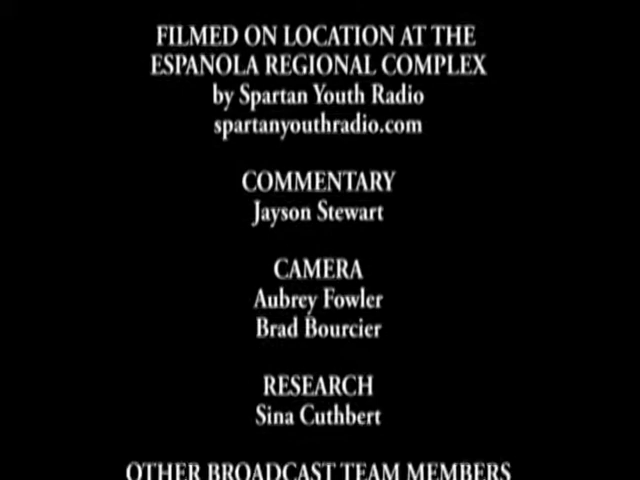 FILMED ON LOCATION AT THE
ESPANOLA REGIONAL COMPLEX
by Spartan Youth Radio
spartanyouthradio.com
COMMENTARY
Jayson Stewart
CAMERA
Aubrey Fowler
Brad Bourcier
RESEARCH
Sina Cuthbert
OTHER BROADCAST TEAM MEMBERS